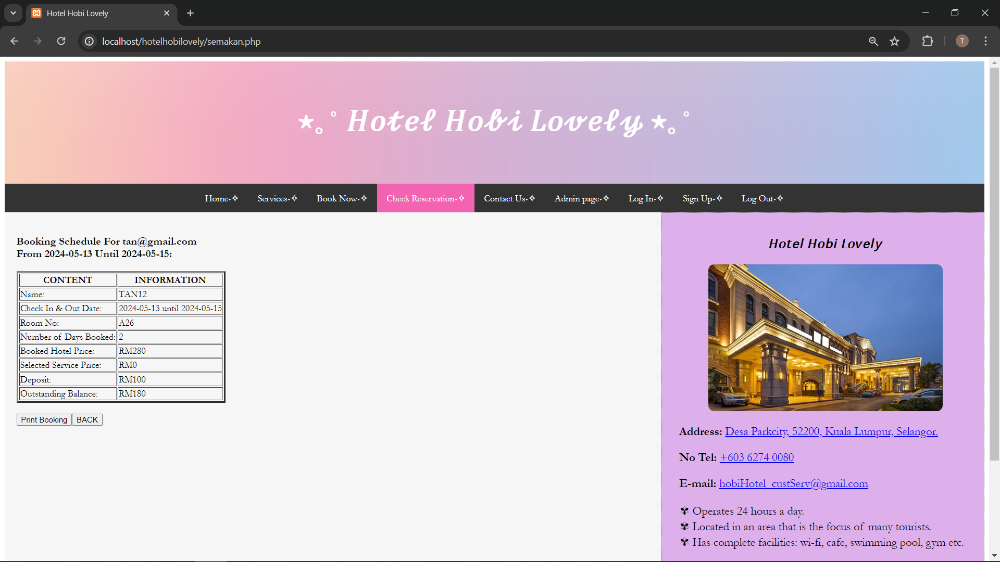 Hotel Hobi Lovely
localhost/hotelhobilovely/semakan.php
T
⋆。˚ Hotel Hobi Lovely ⋆。˚
Home˖✧ Services˖✧ Book Now˖✧ Check Reservation˖✧ Contact Us˖✧ Admin page˖✧ Log In˖✧ Sign Up˖✧ Log Out˖✧
Booking Schedule For tan@gmail.com
From 2024-05-13 Until 2024-05-15:
CONTENT INFORMATION
Name: TAN12
Check In & Out Date: 2024-05-13 until 2024-05-15
Room No: A26
Number of Days Booked: 2
Booked Hotel Price: RM280
Selected Service Price: RM0
Deposit: RM100
Outstanding Balance: RM180
Print Booking BACK
Hotel Hobi Lovely
Address: Desa Parkcity, 52200, Kuala Lumpur, Selangor.
No Tel: +603 6274 0080
E-mail: hobiHotel_custServ@gmail.com
✾ Operates 24 hours a day.
✾ Located in an area that is the focus of many tourists.
✾ Has complete facilities: wi-fi, cafe, swimming pool, gym etc.